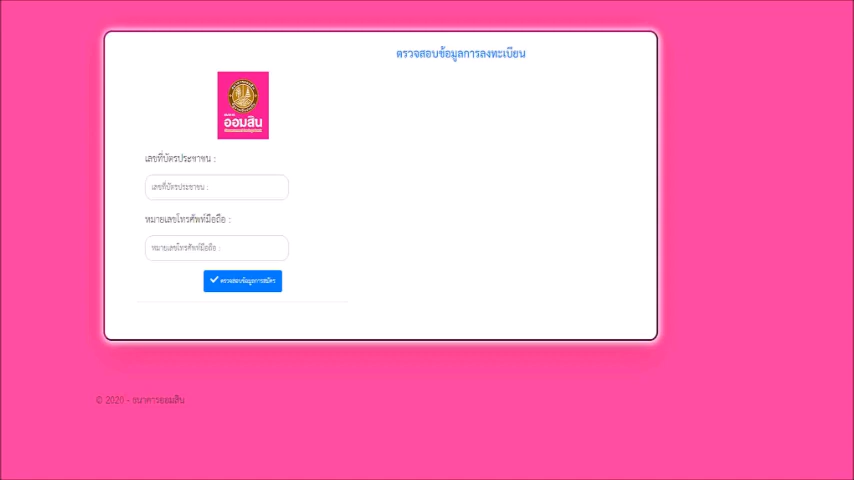 ตรวจสอบข้อมูลการลงทะเบียน
ออมสิน
เลขที่บัตรประชาชน :
เลขที่บัตรประชาชน :
หมายเลขโทรศัพท์มือถือ :
หมายเลขโทรศัพท์มือถือ :
ตรวจสอบข้อมูลการสมัคร
© 2020 - ธนาคารออมสิน